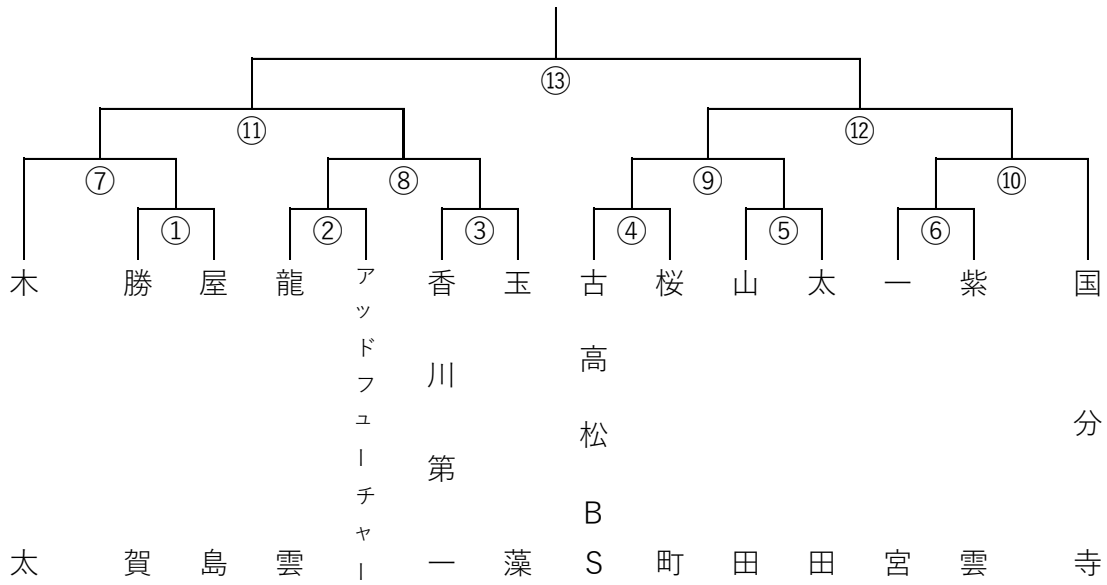 ⑬
⑪ ⑫
⑦ ⑧ ⑨ ⑩
① ② ③ ④ ⑤ ⑥
木太
勝賀
屋島
龍雲
アッドフューチャー
香川第一
玉藻
古高松BS
桜町
山田
太田
一宮
紫雲
国分寺